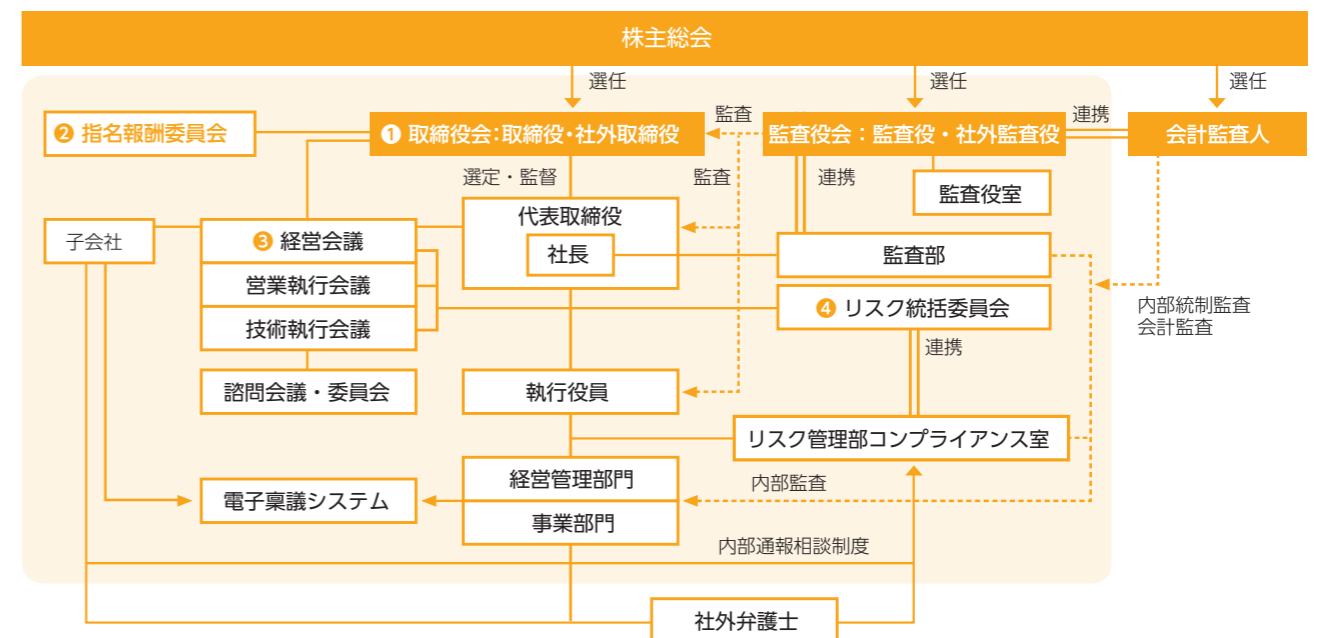 株主総会
選任
選任
選任
❷ 指名報酬委員会
❶ 取締役会:取締役・社外取締役
監査
監査役会：監査役・社外監査役
連携
会計監査人
選定・監督
監査
連携
監査役室
子会社
❸ 経営会議
営業執行会議
技術執行会議
代表取締役
社長
監査部
❹ リスク統括委員会
内部統制監査
会計監査
連携
諮問会議・委員会
執行役員
リスク管理部コンプライアンス室
電子稟議システム
経営管理部門
事業部門
内部監査
内部通報相談制度
社外弁護士